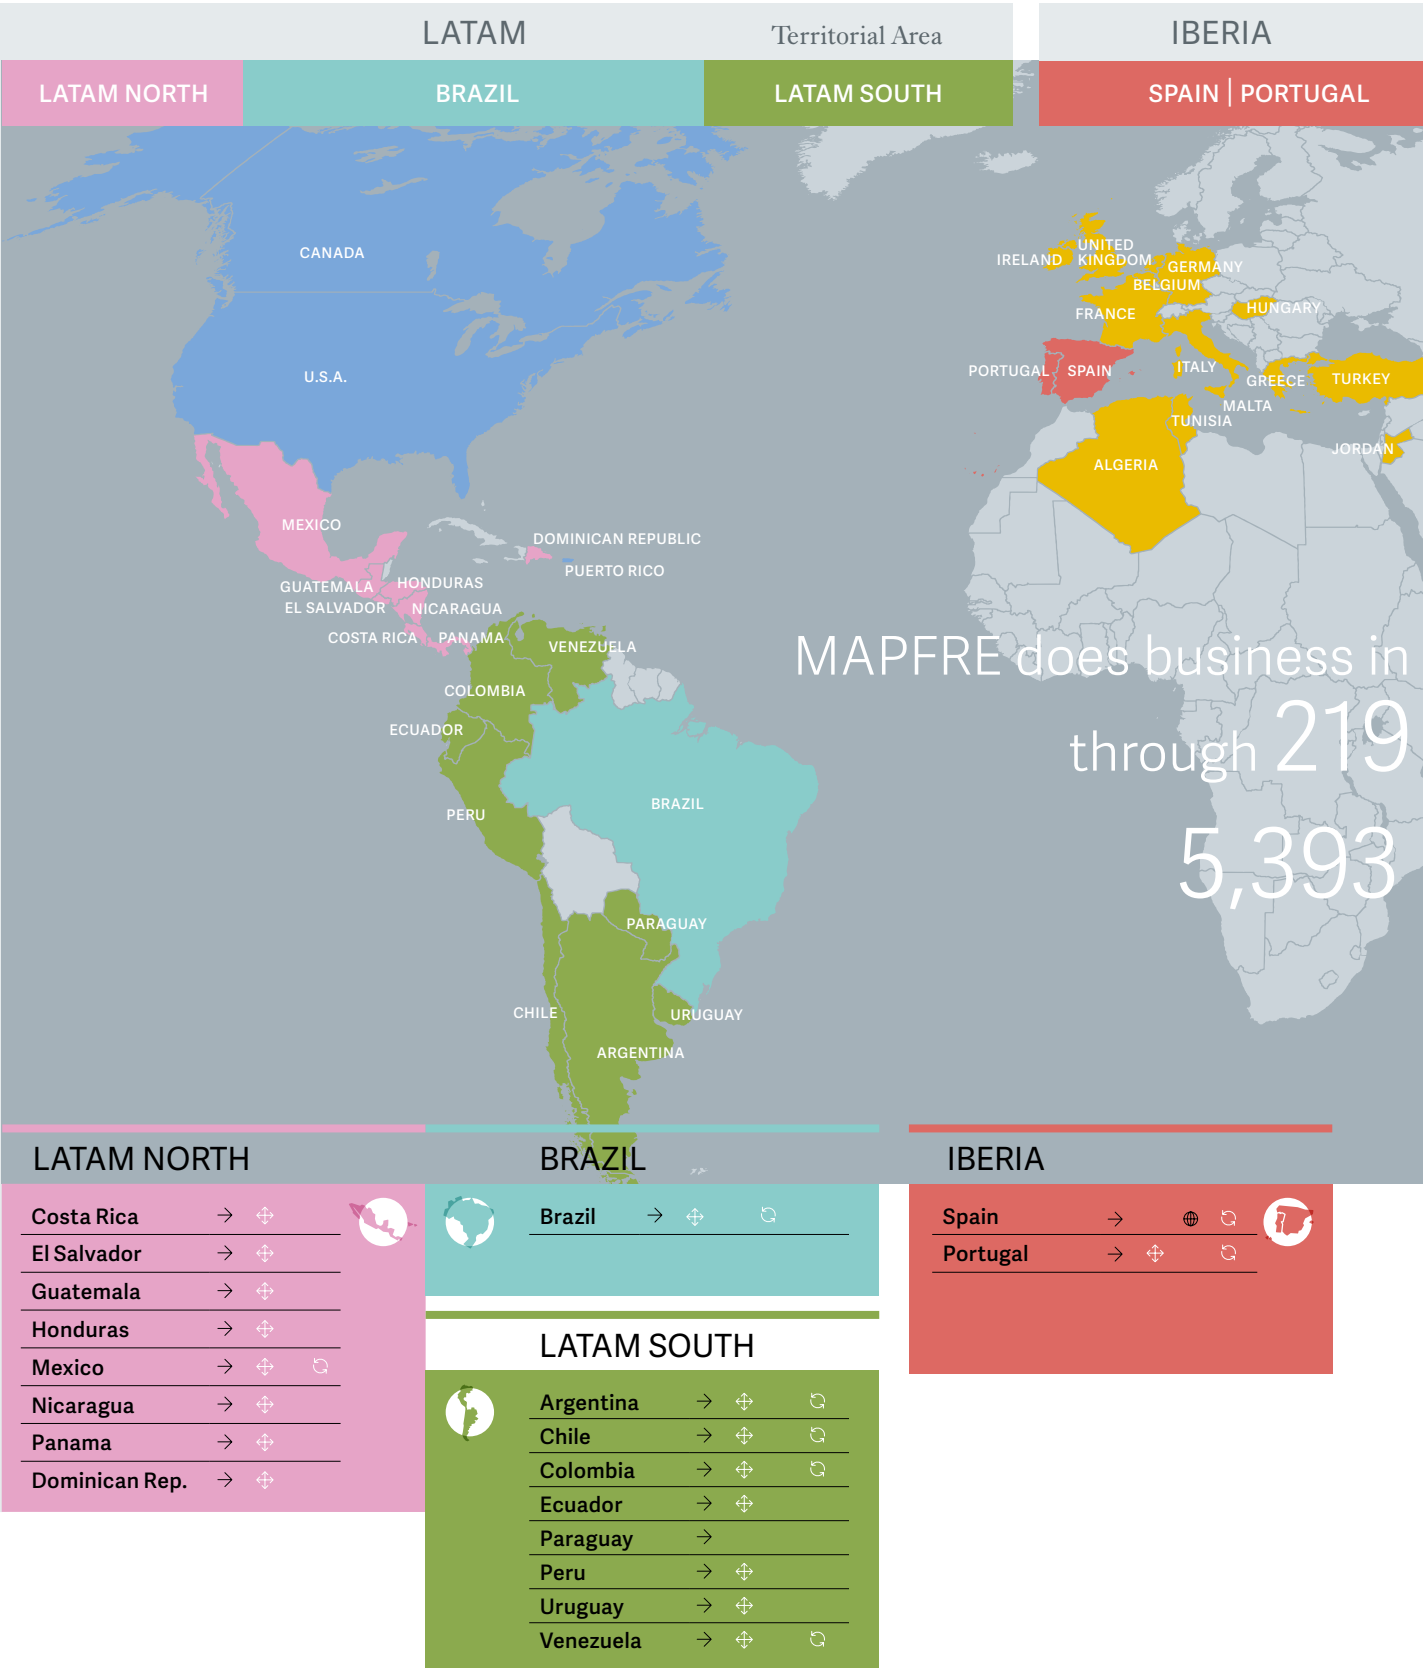 LATAM
Territorial Area
IBERIA
LATAM NORTH
BRAZIL
LATAM SOUTH
SPAIN | PORTUGAL
CANADA
U.S.A.
MEXICO
GUATEMALA
HONDURAS
EL SALVADOR
NICARAGUA
COSTA RICA
PANAMA
DOMINICAN REPUBLIC
PUERTO RICO
VENEZUELA
COLOMBIA
ECUADOR
PERU
BRAZIL
PARAGUAY
CHILE
URUGUAY
ARGENTINA
IRELAND
UNITED
KINGDOM
GERMANY
BELGIUM
FRANCE
HUNGARY
PORTUGAL
SPAIN
ITALY
GREECE
TURKEY
MALTA
TUNISIA
JORDAN
ALGERIA
MAPFRE does business in
through 219
5,393
LATAM NORTH
Costa Rica
El Salvador
Guatemala
Honduras
Mexico
Nicaragua
Panama
Dominican Rep.
BRAZIL
Brazil
LATAM SOUTH
Argentina
Chile
Colombia
Ecuador
Paraguay
Peru
Uruguay
Venezuela
IBERIA
Spain
Portugal